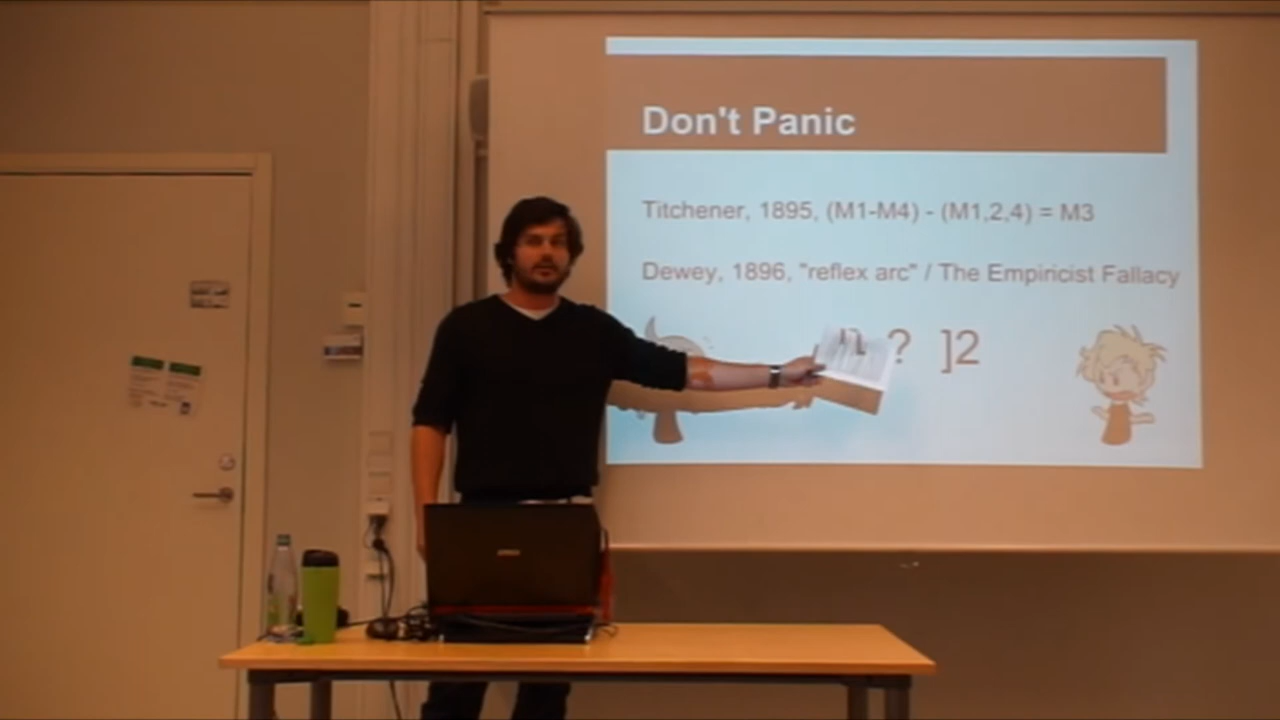 Don't Panic
Titchener, 1895, (M1-M4) - (M1,2,4) = M3
Dewey, 1896, "reflex arc" / The Empiricist Fallacy
? ]2